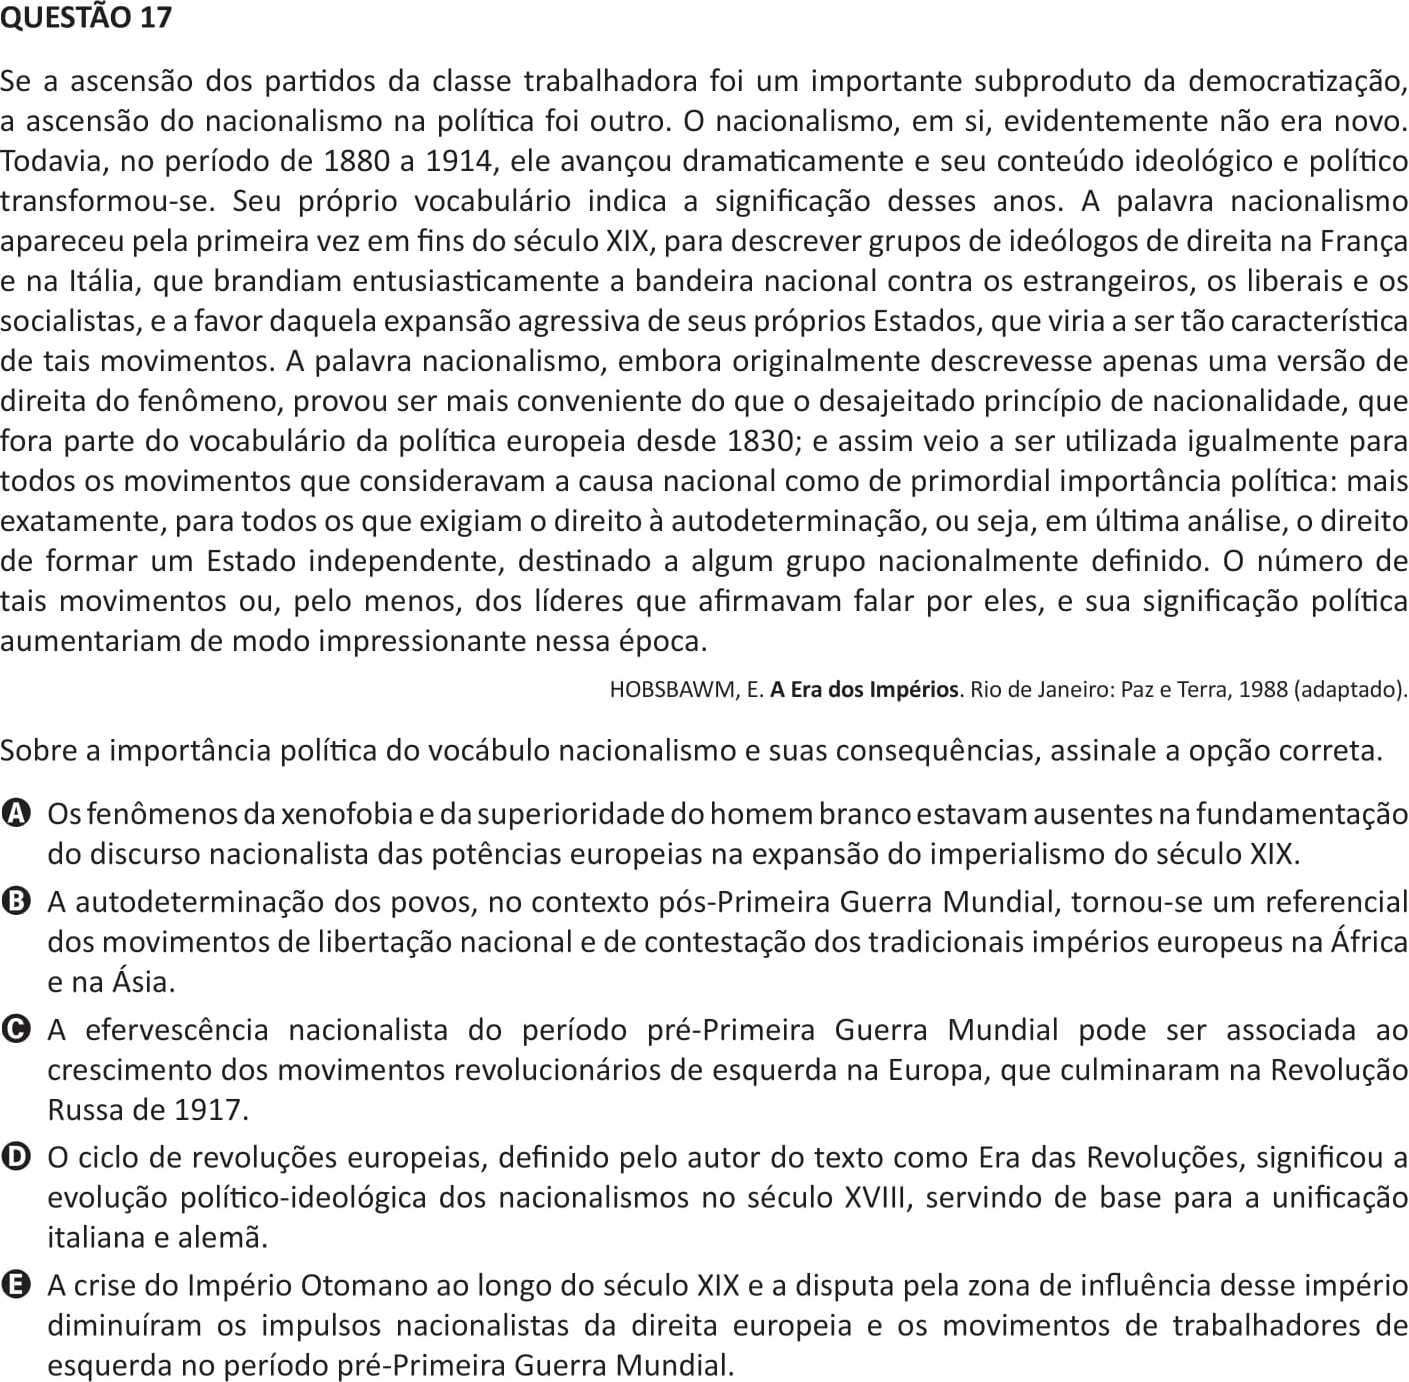 QUESTÃO 17
Se a ascensão dos partidos da classe trabalhadora foi um importante subproduto da democratização,
a ascensão do nacionalismo na política foi outro. O nacionalismo, em si, evidentemente não era novo.
Todavia, no período de 1880 a 1914, ele avançou dramaticamente e seu conteúdo ideológico e político
transformou-se. Seu próprio vocabulário indica a significação desses anos. A palavra nacionalismo
apareceu pela primeira vez em fins do século XIX, para descrever grupos de ideólogos de direita na França
e na Itália, que brandiam entusiasticamente a bandeira nacional contra os estrangeiros, os liberais e os
socialistas, e a favor daquela expansão agressiva de seus próprios Estados, que viria a ser tão característica
de tais movimentos. A palavra nacionalismo, embora originalmente descrevesse apenas uma versão de
direita do fenômeno, provou ser mais conveniente do que o desajeitado princípio de nacionalidade, que
fora parte do vocabulário da política europeia desde 1830; e assim veio a ser utilizada igualmente para
todos os movimentos que consideravam a causa nacional como de primordial importância política: mais
exatamente, para todos os que exigiam o direito à autodeterminação, ou seja, em última análise, o direito
de formar um Estado independente, destinado a algum grupo nacionalmente definido. O número de
tais movimentos ou, pelo menos, dos líderes que afirmavam falar por eles, e sua significação política
aumentariam de modo impressionante nessa época.
HOBSBAWM, E. A Era dos Impérios. Rio de Janeiro: Paz e Terra, 1988 (adaptado).
Sobre a importância política do vocábulo nacionalismo e suas consequências, assinale a opção correta.
A Os fenômenos da xenofobia e da superioridade do homem branco estavam ausentes na fundamentação
do discurso nacionalista das potências europeias na expansão do imperialismo do século XIX.
B A autodeterminação dos povos, no contexto pós-Primeira Guerra Mundial, tornou-se um referencial
dos movimentos de libertação nacional e de contestação dos tradicionais impérios europeus na África
e na Ásia.
C A efervescência nacionalista do período pré-Primeira Guerra Mundial pode ser associada ao
crescimento dos movimentos revolucionários de esquerda na Europa, que culminaram na Revolução
Russa de 1917.
D O ciclo de revoluções europeias, definido pelo autor do texto como Era das Revoluções, significou a
evolução político-ideológica dos nacionalismos no século XVIII, servindo de base para a unificação
italiana e alemã.
E A crise do Império Otomano ao longo do século XIX e a disputa pela zona de influência desse império
diminuíram os impulsos nacionalistas da direita europeia e os movimentos de trabalhadores de
esquerda no período pré-Primeira Guerra Mundial.